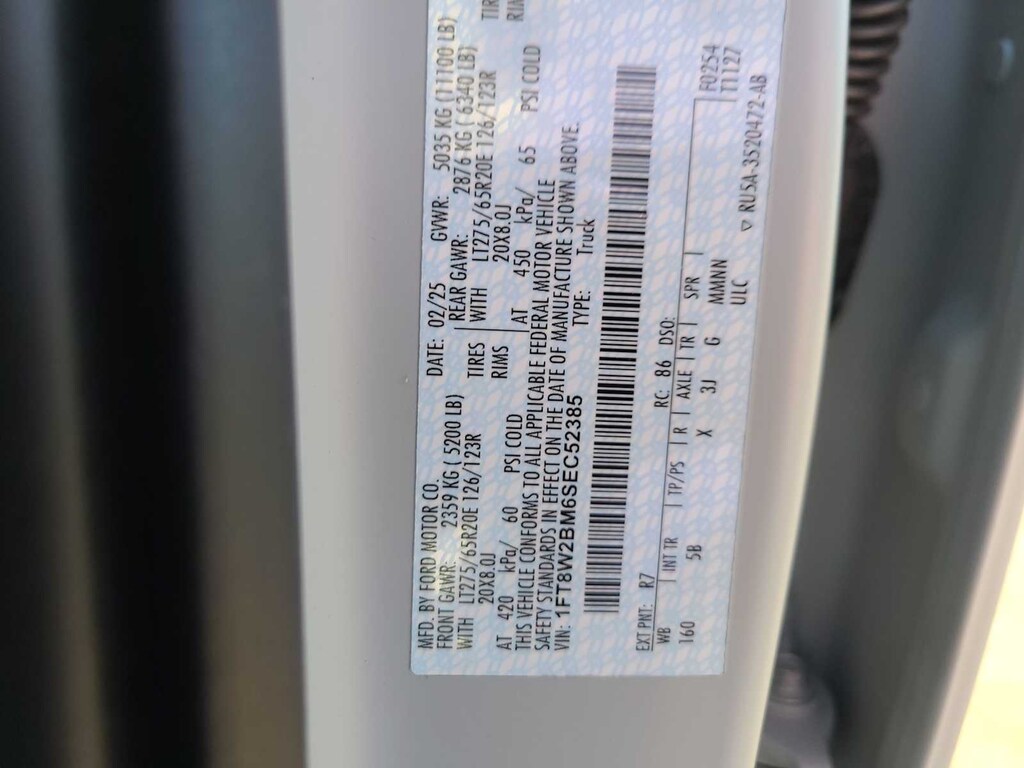 MFD. BY FORD MOTOR CO.
DATE: 02/25 GVWR: 5035 KG (11100 LB)
FRONT GAWR: 2359 KG ( 5200 LB)
REAR GAWR: 2876 KG ( 6340 LB)
WITH LT275/65R20E 126/123R TIRES
WITH LT275/65R20E 126/123R
20X8.0J RIMS
20X8.0J
AT 420 kPa/ 60 PSI COLD
AT 450 kPa/ 65 PSI COLD
THIS VEHICLE CONFORMS TO ALL APPLICABLE FEDERAL MOTOR VEHICLE
SAFETY STANDARDS IN EFFECT ON THE DATE OF MANUFACTURE SHOWN ABOVE.
VIN: 1FT8W2BM6SEC52385 TYPE: Truck
EXT PNT: R7 RC: 86 DSO:
WB INT TR TP/PS R AXLE TR SPR F0254
160 5B X 3J G MMGNN T1127
ULC
RU5A-3520472-AB